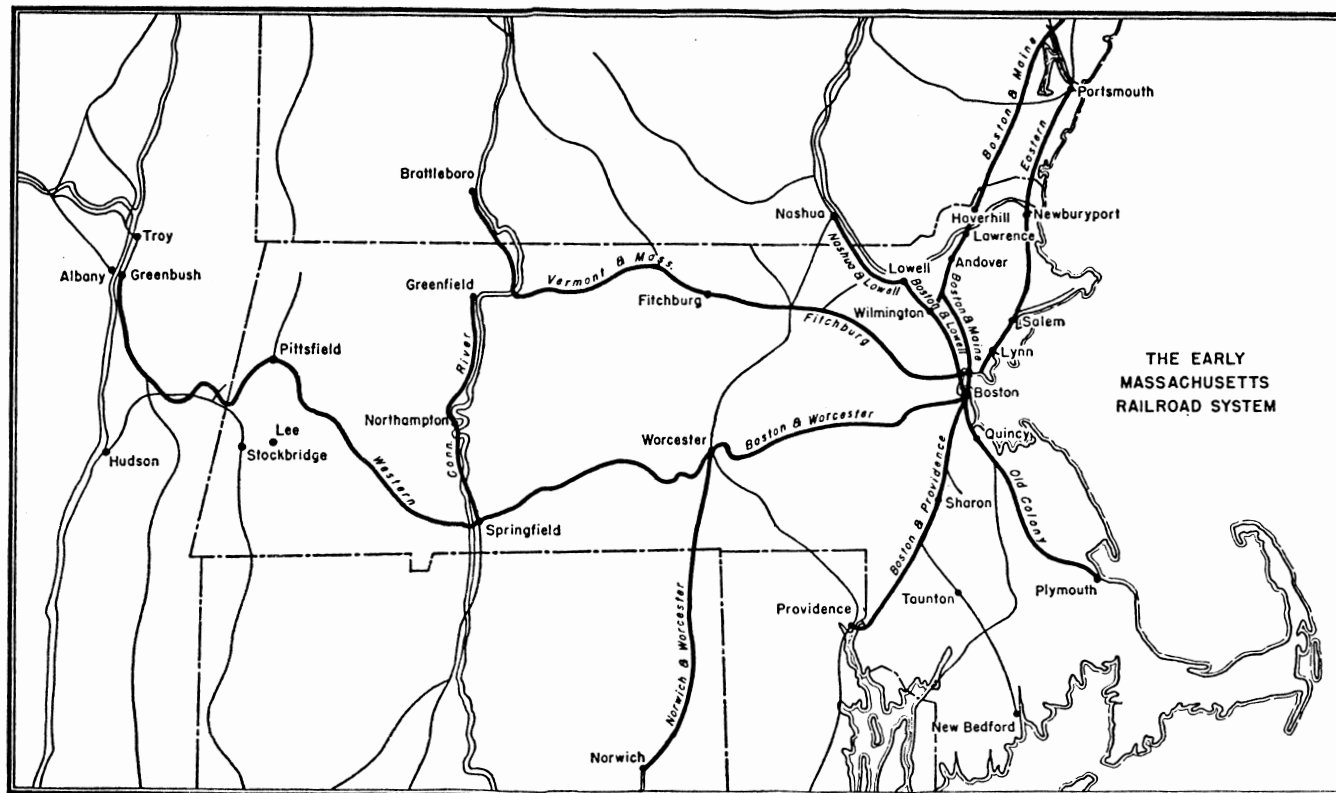 Boston & Maine
Portsmouth
Eastern
Brattleboro
Nashua
Haverhill
Newburyport
Troy
Lawrence
Albany
Greenbush
Andover
Lowell
Nashua & Lowell
Greenfield
Vermont & Mass.
Fitchburg
Boston & Lowell
Boston & Maine
Wilmington
Salem
Fitchburg
Lynn
Pittsfield
River
THE EARLY
MASSACHUSETTS
RAILROAD SYSTEM
Boston
Northampton
Boston & Worcester
Lee
Worcester
Quincy
Hudson
Stockbridge
Conn.
Western
Old Colony
Sharon
Springfield
Boston & Providence
Plymouth
Taunton
Providence
Norwich & Worcester
New Bedford
Norwich